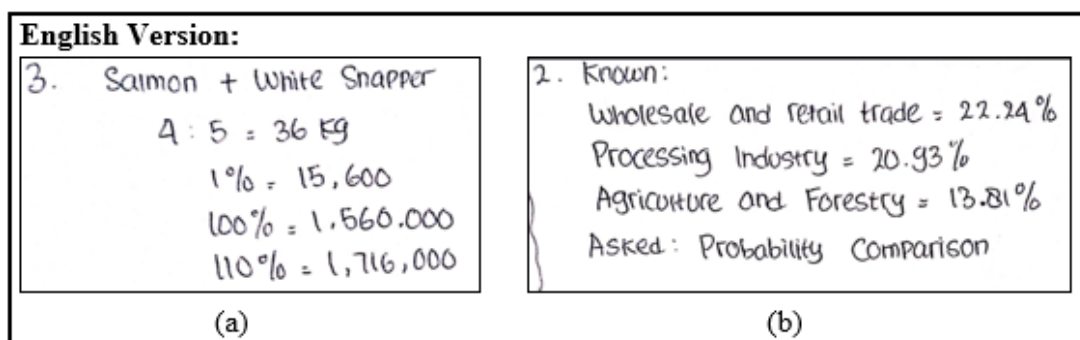 English Version:
3. Salmon + White Snapper
4 : 5 = 36 kg
1% = 15,600
100% = 1.560.000
110% = 1,716,000
(a)
2. Known:
Wholesale and retail trade = 22.24%
Processing Industry = 20.93%
Agriculture and Forestry = 13.81%
Asked: Probability Comparison
(b)